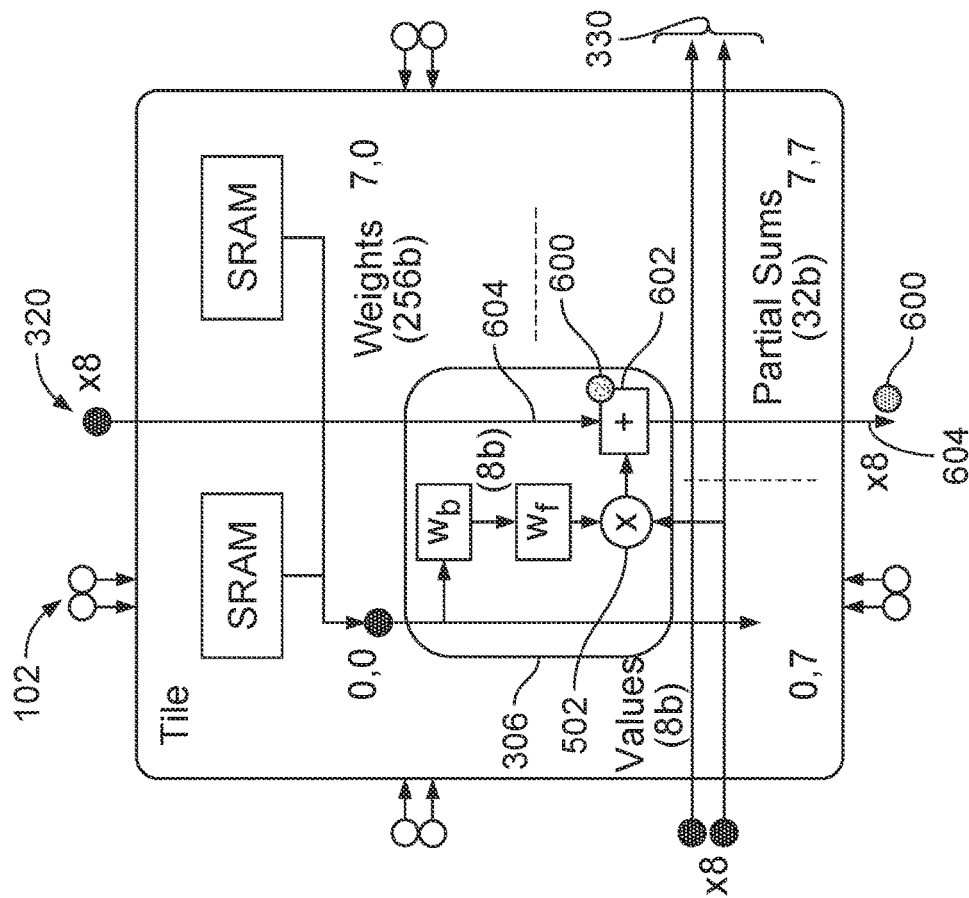 320
x8
102
Tile
SRAM
SRAM
0,0
Weights
(256b)
7,0
604
600
602
306
502
Wb
(8b)
Wf
x
+
Values
(8b)
x8
330
0,7
Partial Sums
(32b)
7,7
x8
604
600